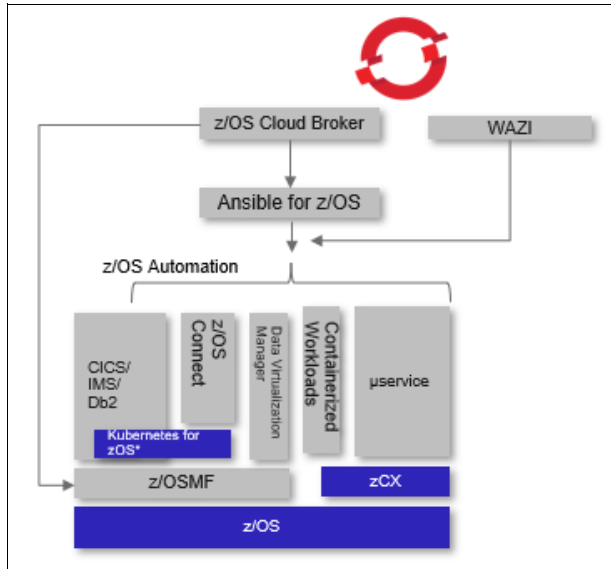 z/OS Cloud Broker
WAZI
Ansible for z/OS
z/OS Automation
CICS/
IMS/
Db2
z/OS
Connect
Data Virtualization
Manager
Containerized
Workloads
µservice
Kubernetes for
zOS*
z/OSMF
zCX
z/OS